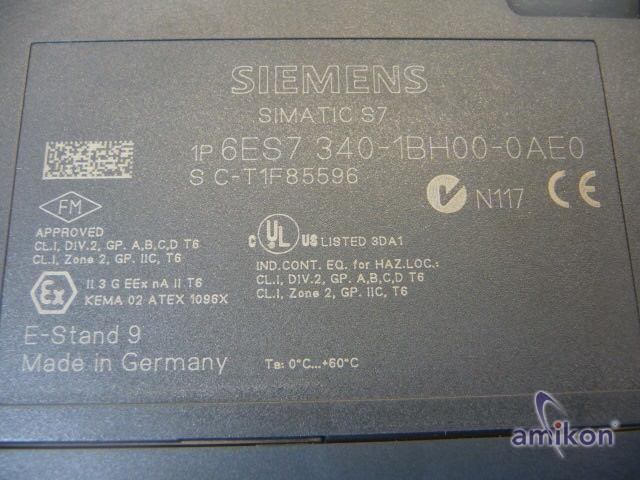 SIEMENS
SIMATIC S7
1P 6ES7 340-1BH00-0AE0
S C-T1F85596
N117 CE
FM
APPROVED
CL.I, DIV.2, GP. A,B,C,D T6
CL.I, Zone 2, GP. IIC, T6
C UL US LISTED 3DA1
IND.CONT. EQ. for HAZ.LOC.:
CL.I, DIV.2, GP. A,B,C,D T6
CL.I, Zone 2, GP. IIC, T6
Ex
II 3 G EEx nA II T6
KEMA 02 ATEX 1096X
E-Stand 9
Made in Germany
Ta: 0°C...+60°C
amikon